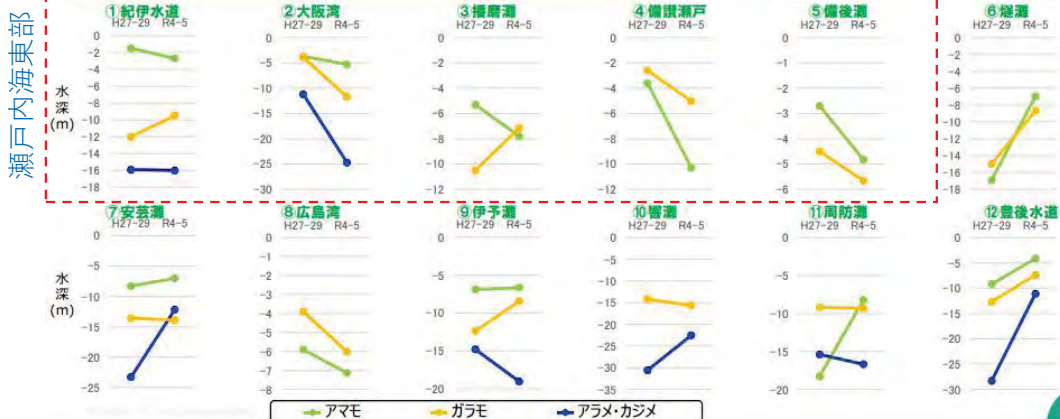 瀬戸内海東部
①紀伊水道 ②大阪湾 ③播磨灘 ④備讃瀬戸 ⑤備後灘 ⑥燧灘
H27-29 R4-5 H27-29 R4-5 H27-29 R4-5 H27-29 R4-5 H27-29 R4-5 H27-29 R4-5
水深(m)
0 -2 -4 -6 -8 -10 -12 -14 -16 -18
0 -5 -10 -15 -20 -25 -30
0 -2 -4 -6 -8 -10 -12
0 -2 -4 -6 -8 -10 -12
0 -1 -2 -3 -4 -5 -6
0 -2 -4 -6 -8 -10 -12 -14 -16 -18
⑦安芸灘 ⑧広島湾 ⑨伊予灘 ⑩響灘 ⑪周防灘 ⑫豊後水道
H27-29 R4-5 H27-29 R4-5 H27-29 R4-5 H27-29 R4-5 H27-29 R4-5 H27-29 R4-5
水深(m)
0 -5 -10 -15 -20 -25
0 -1 -2 -3 -4 -5 -6 -7 -8
0 -5 -10 -15 -20
0 -5 -10 -15 -20 -25 -30 -35
0 -5 -10 -15 -20
0 -5 -10 -15 -20 -25 -30
アマモ ガラモ アラメ・カジメ